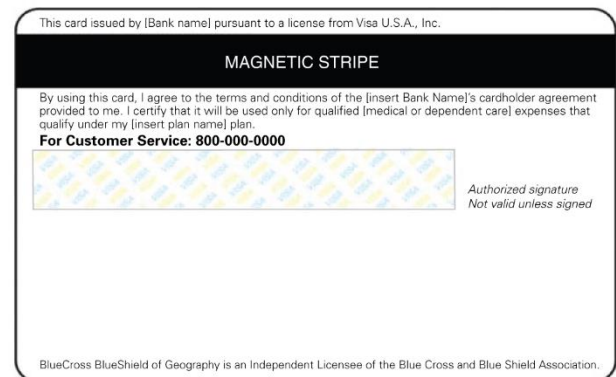 This card issued by [Bank name] pursuant to a license from Visa U.S.A., Inc.
MAGNETIC STRIPE
By using this card, I agree to the terms and conditions of the [insert Bank Name]'s cardholder agreement
provided to me. I certify that it will be used only for qualified [medical or dependent care] expenses that
qualify under my [insert plan name] plan.
For Customer Service: 800-000-0000
Authorized signature
Not valid unless signed
BlueCross BlueShield of Geography is an Independent Licensee of the Blue Cross and Blue Shield Association.